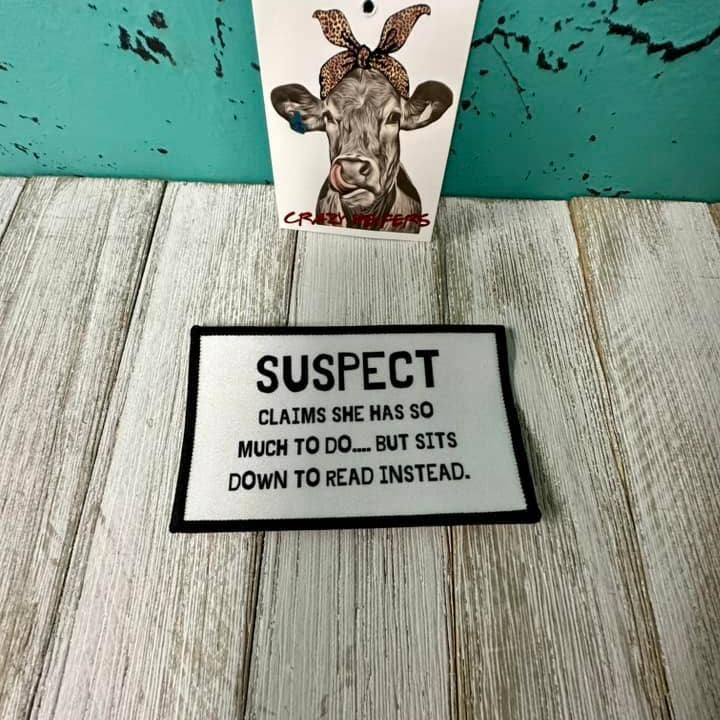 CRAZY HEIFERS
SUSPECT
CLAIMS SHE HAS SO
MUCH TO DO.... BUT SITS
DOWN TO READ INSTEAD.